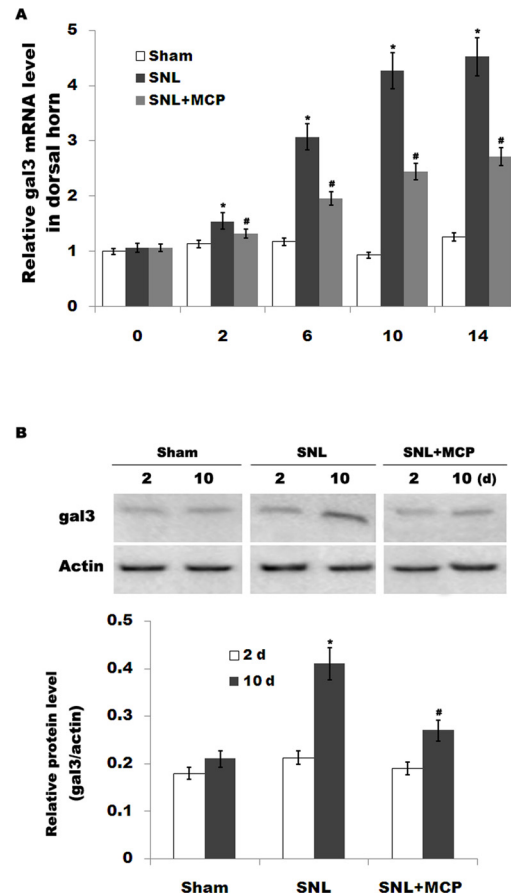 A
Relative gal3 mRNA level
in dorsal horn
5
4
3
2
1
0
Sham
SNL
SNL+MCP
* # * # * # * #
0 2 6 10 14
B
Sham SNL SNL+MCP
2 10 2 10 2 10 (d)
gal3
Actin
Relative protein level
(gal3/actin)
0.5
0.4
0.3
0.2
0.1
0
2 d
10 d
* #
Sham SNL SNL+MCP